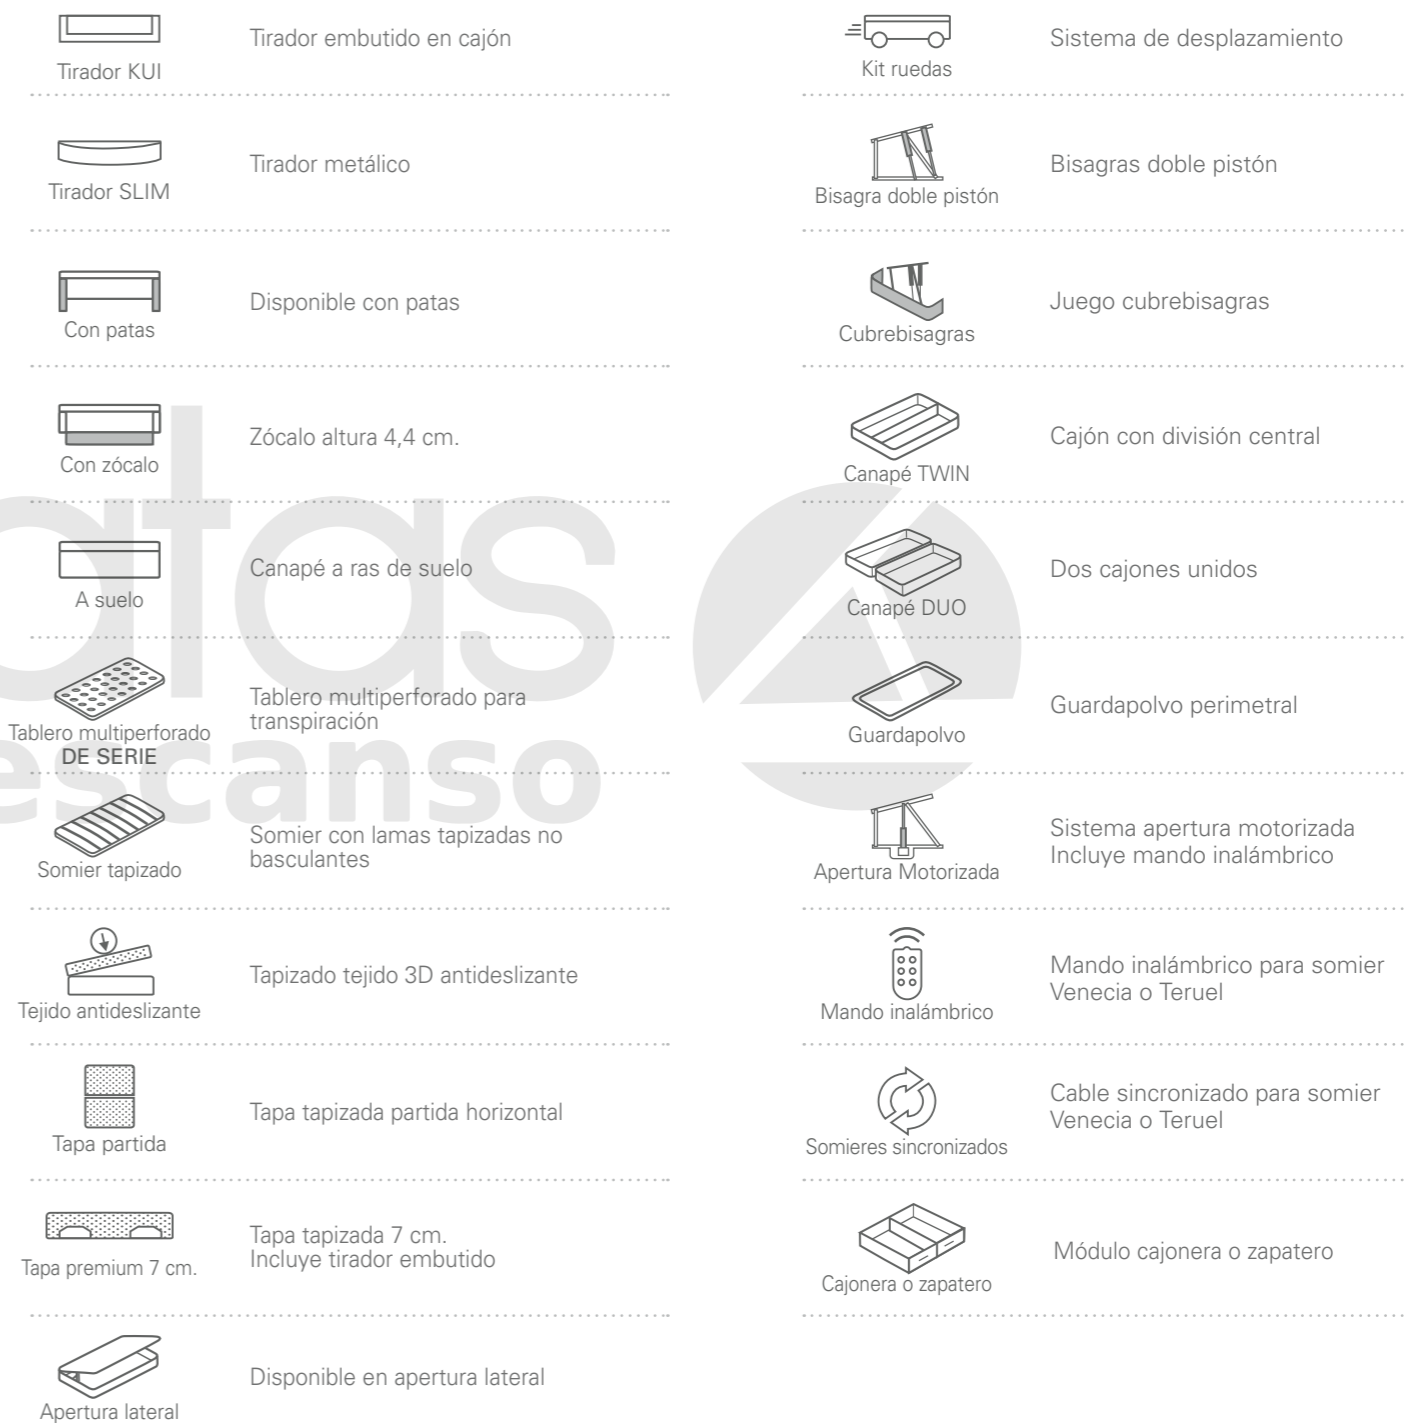 Tirador KUI
Tirador embutido en cajón
Tirador SLIM
Tirador metálico
Con patas
Disponible con patas
Con zócalo
Zócalo altura 4,4 cm.
A suelo
Canapé a ras de suelo
Tablero multiperforado
DE SERIE
Tablero multiperforado para
transpiración
Somier tapizado
Somier con lamas tapizadas no
basculantes
Tejido antideslizante
Tapizado tejido 3D antideslizante
Tapa partida
Tapa tapizada partida horizontal
Tapa premium 7 cm.
Tapa tapizada 7 cm.
Incluye tirador embutido
Apertura lateral
Disponible en apertura lateral
Kit ruedas
Sistema de desplazamiento
Bisagra doble pistón
Bisagras doble pistón
Cubrebisagras
Juego cubrebisagras
Canapé TWIN
Cajón con división central
Canapé DUO
Dos cajones unidos
Guardapolvo
Guardapolvo perimetral
Apertura Motorizada
Sistema apertura motorizada
Incluye mando inalámbrico
Mando inalámbrico
Mando inalámbrico para somier
Venecia o Teruel
Somieres sincronizados
Cable sincronizado para somier
Venecia o Teruel
Cajonera o zapatero
Módulo cajonera o zapatero
atas
escanso